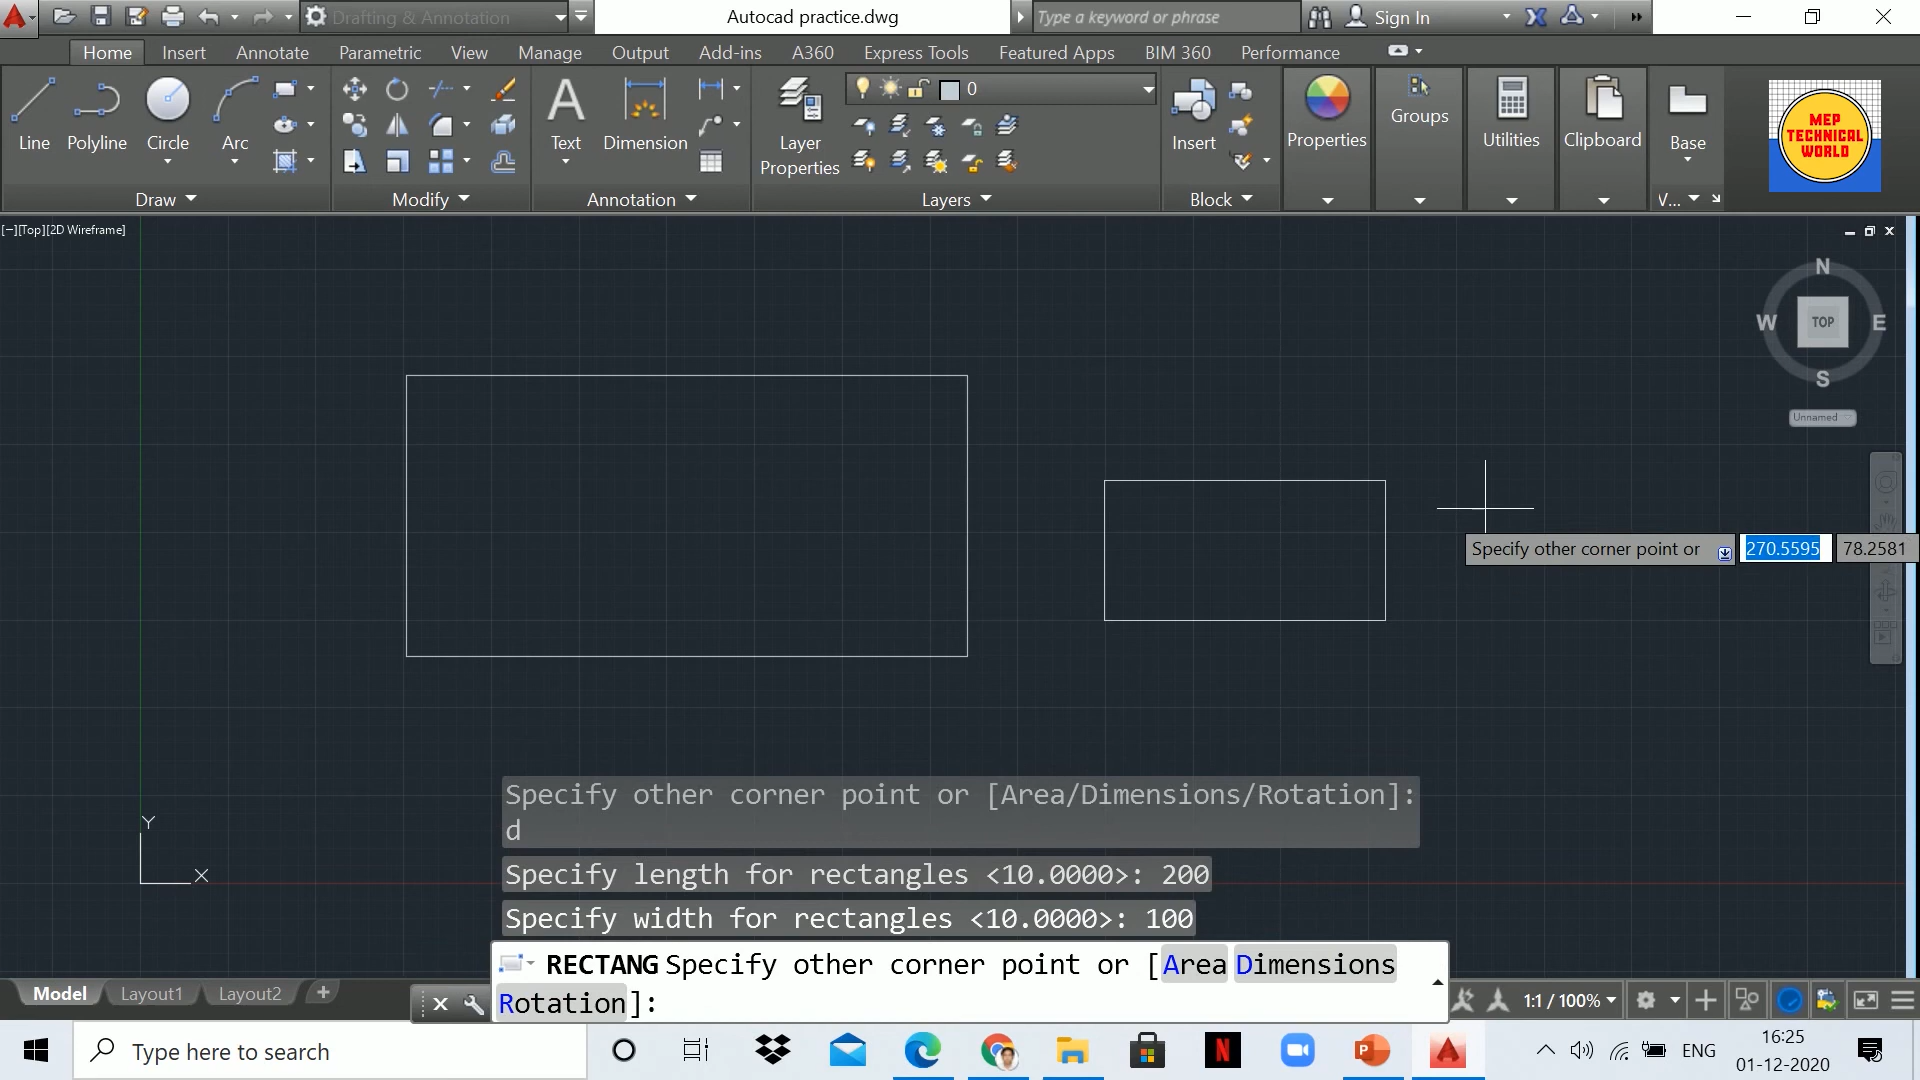 Drafting & Annotation
Autocad practice.dwg
Type a keyword or phrase
Sign In
Home Insert Annotate Parametric View Manage Output Add-ins A360 Express Tools Featured Apps BIM 360 Performance
Line Polyline Circle Arc
Text Dimension
Layer Properties
0
Insert
Properties
Groups
Utilities
Clipboard
Base
MEP
TECHNICAL
WORLD
Draw Modify Annotation Layers Block V...
[−][Top][2D Wireframe]
N
W TOP E
S
Unnamed
Specify other corner point or 270.5595 78.2581
Y
X
Specify other corner point or [Area/Dimensions/Rotation]:
d
Specify length for rectangles <10.0000>: 200
Specify width for rectangles <10.0000>: 100
RECTANG Specify other corner point or [Area Dimensions
Rotation]:
Model Layout1 Layout2 +
1:1 / 100%
Type here to search
ENG
16:25
01-12-2020